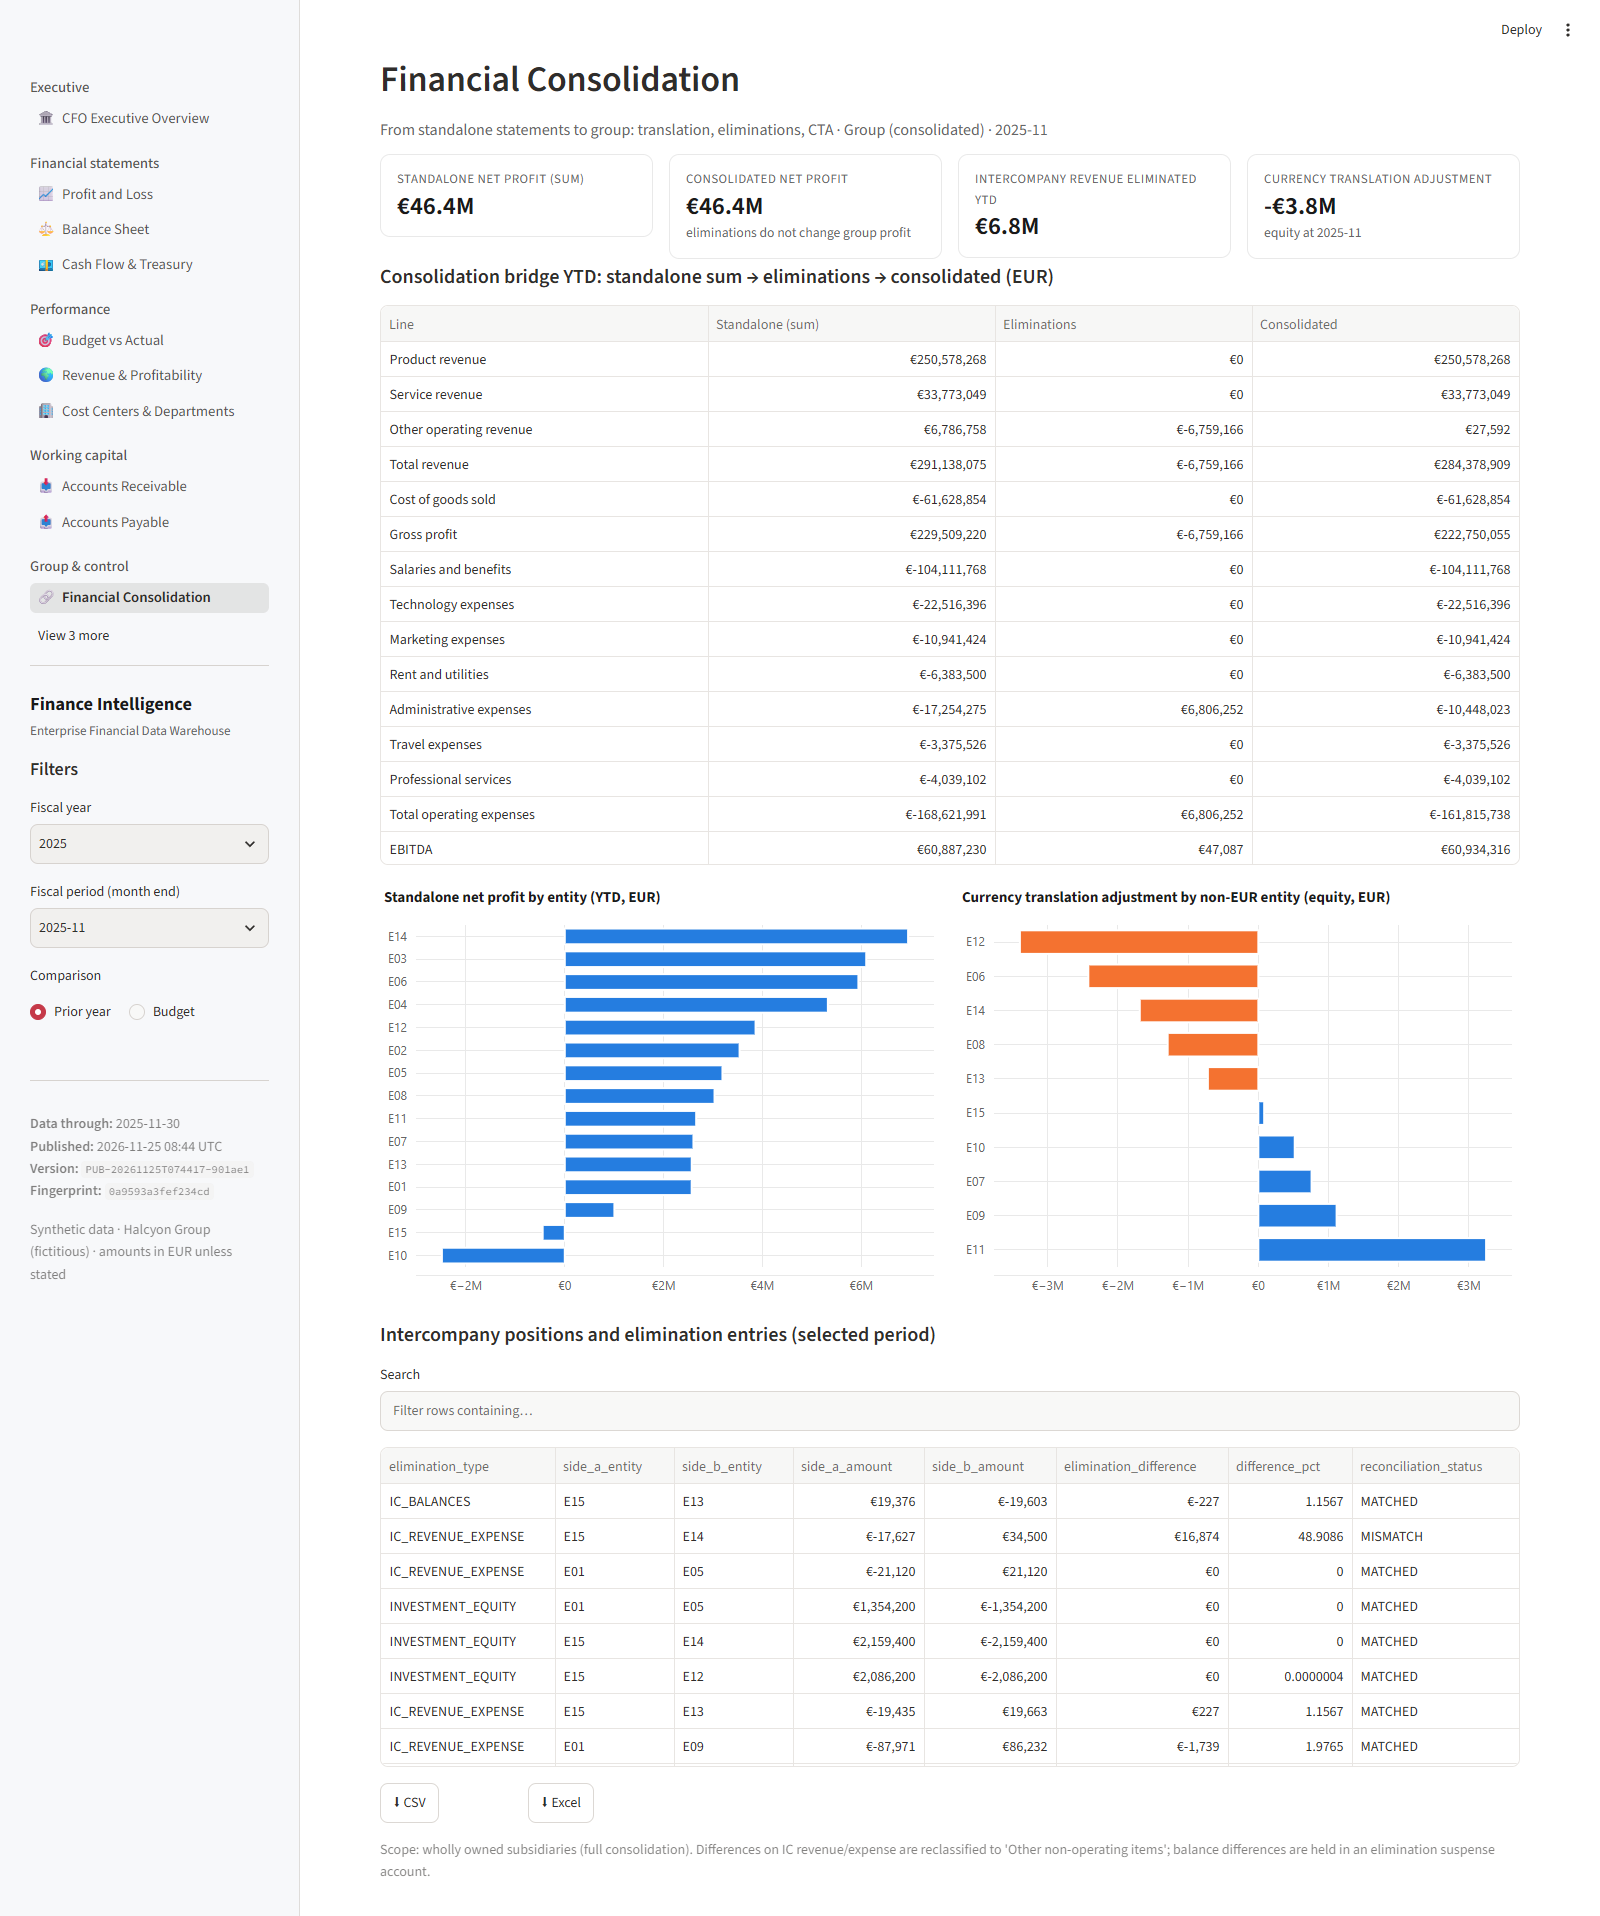 Deploy
Executive
CFO Executive Overview
Financial statements
Profit and Loss
Balance Sheet
Cash Flow & Treasury
Performance
Budget vs Actual
Revenue & Profitability
Cost Centers & Departments
Working capital
Accounts Receivable
Accounts Payable
Group & control
Financial Consolidation
View 3 more
Finance Intelligence
Enterprise Financial Data Warehouse
Filters
Fiscal year
2025
Fiscal period (month end)
2025-11
Comparison
Prior year Budget
Data through: 2025-11-30
Published: 2026-11-25 08:44 UTC
Version: PUB-20261125T074417-901ae1
Fingerprint: 0a9593a3fef234cd
Synthetic data · Halcyon Group
(fictitious) · amounts in EUR unless
stated
Financial Consolidation
From standalone statements to group: translation, eliminations, CTA · Group (consolidated) · 2025-11
STANDALONE NET PROFIT (SUM)
€46.4M
CONSOLIDATED NET PROFIT
€46.4M
eliminations do not change group profit
INTERCOMPANY REVENUE ELIMINATED
YTD
€6.8M
CURRENCY TRANSLATION ADJUSTMENT
-€3.8M
equity at 2025-11
Consolidation bridge YTD: standalone sum → eliminations → consolidated (EUR)
Line Standalone (sum) Eliminations Consolidated
Product revenue €250,578,268 €0 €250,578,268
Service revenue €33,773,049 €0 €33,773,049
Other operating revenue €6,786,758 €-6,759,166 €27,592
Total revenue €291,138,075 €-6,759,166 €284,378,909
Cost of goods sold €-61,628,854 €0 €-61,628,854
Gross profit €229,509,220 €-6,759,166 €222,750,055
Salaries and benefits €-104,111,768 €0 €-104,111,768
Technology expenses €-22,516,396 €0 €-22,516,396
Marketing expenses €-10,941,424 €0 €-10,941,424
Rent and utilities €-6,383,500 €0 €-6,383,500
Administrative expenses €-17,254,275 €6,806,252 €-10,448,023
Travel expenses €-3,375,526 €0 €-3,375,526
Professional services €-4,039,102 €0 €-4,039,102
Total operating expenses €-168,621,991 €6,806,252 €-161,815,738
EBITDA €60,887,230 €47,087 €60,934,316
Standalone net profit by entity (YTD, EUR)
E14
E03
E06
E04
E12
E02
E05
E08
E11
E07
E13
E01
E09
E15
E10
€−2M €0 €2M €4M €6M
Currency translation adjustment by non-EUR entity (equity, EUR)
E12
E06
E14
E08
E13
E15
E10
E07
E09
E11
€−3M €−2M €−1M €0 €1M €2M €3M
Intercompany positions and elimination entries (selected period)
Search
Filter rows containing…
elimination_type side_a_entity side_b_entity side_a_amount side_b_amount elimination_difference difference_pct reconciliation_status
IC_BALANCES E15 E13 €19,376 €-19,603 €-227 1.1567 MATCHED
IC_REVENUE_EXPENSE E15 E14 €-17,627 €34,500 €16,874 48.9086 MISMATCH
IC_REVENUE_EXPENSE E01 E05 €-21,120 €21,120 €0 0 MATCHED
INVESTMENT_EQUITY E01 E05 €1,354,200 €-1,354,200 €0 0 MATCHED
INVESTMENT_EQUITY E15 E14 €2,159,400 €-2,159,400 €0 0 MATCHED
INVESTMENT_EQUITY E15 E12 €2,086,200 €-2,086,200 €0 0.0000004 MATCHED
IC_REVENUE_EXPENSE E15 E13 €-19,435 €19,663 €227 1.1567 MATCHED
IC_REVENUE_EXPENSE E01 E09 €-87,971 €86,232 €-1,739 1.9765 MATCHED
⬇ CSV ⬇ Excel
Scope: wholly owned subsidiaries (full consolidation). Differences on IC revenue/expense are reclassified to 'Other non-operating items'; balance differences are held in an elimination suspense
account.